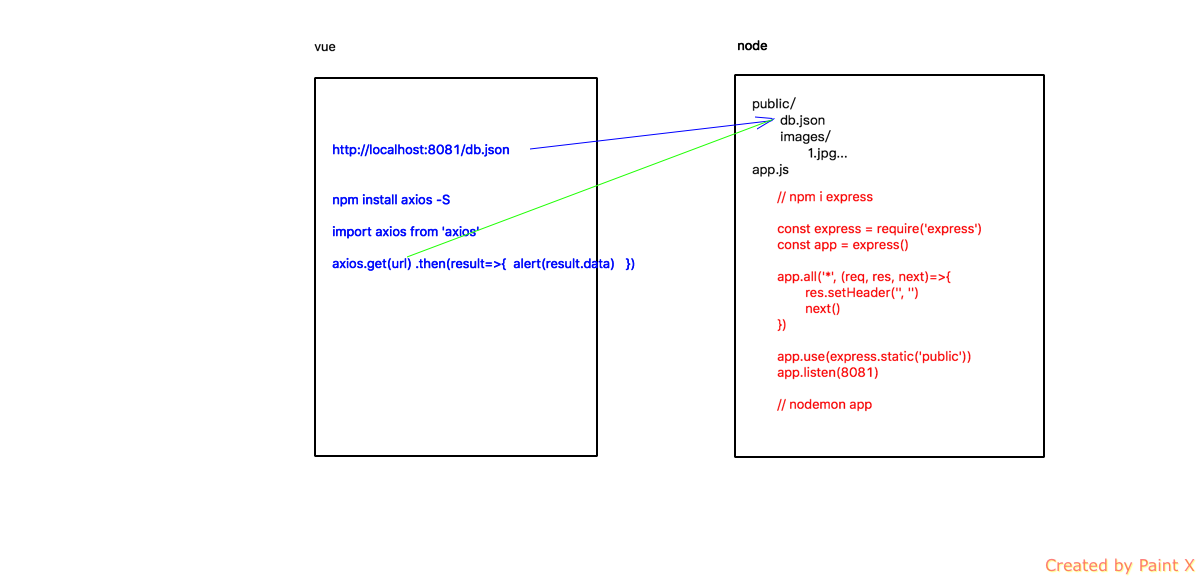 vue
http://localhost:8081/db.json
npm install axios -S
import axios from 'axios'
axios.get(url) .then(result=>{  alert(result.data)   })
node
public/
db.json
images/
1.jpg...
app.js
// npm i express
const express = require('express')
const app = express()
app.all('*', (req, res, next)=>{
res.setHeader('', '')
next()
})
app.use(express.static('public'))
app.listen(8081)
// nodemon app
Created by Paint X